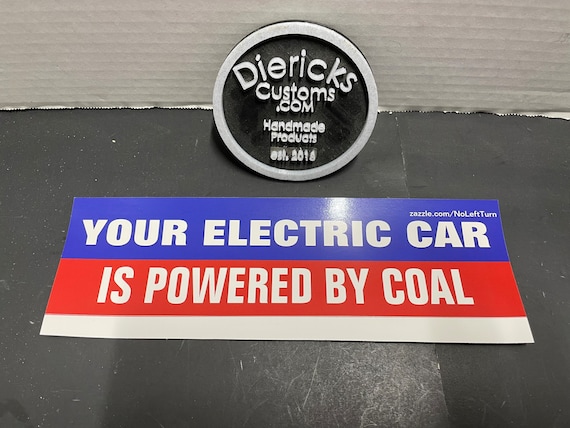 Diericks
Customs
.COM
Handmade
Products
est. 2016
zazzle.com/NoLeftTurn
YOUR ELECTRIC CAR
IS POWERED BY COAL